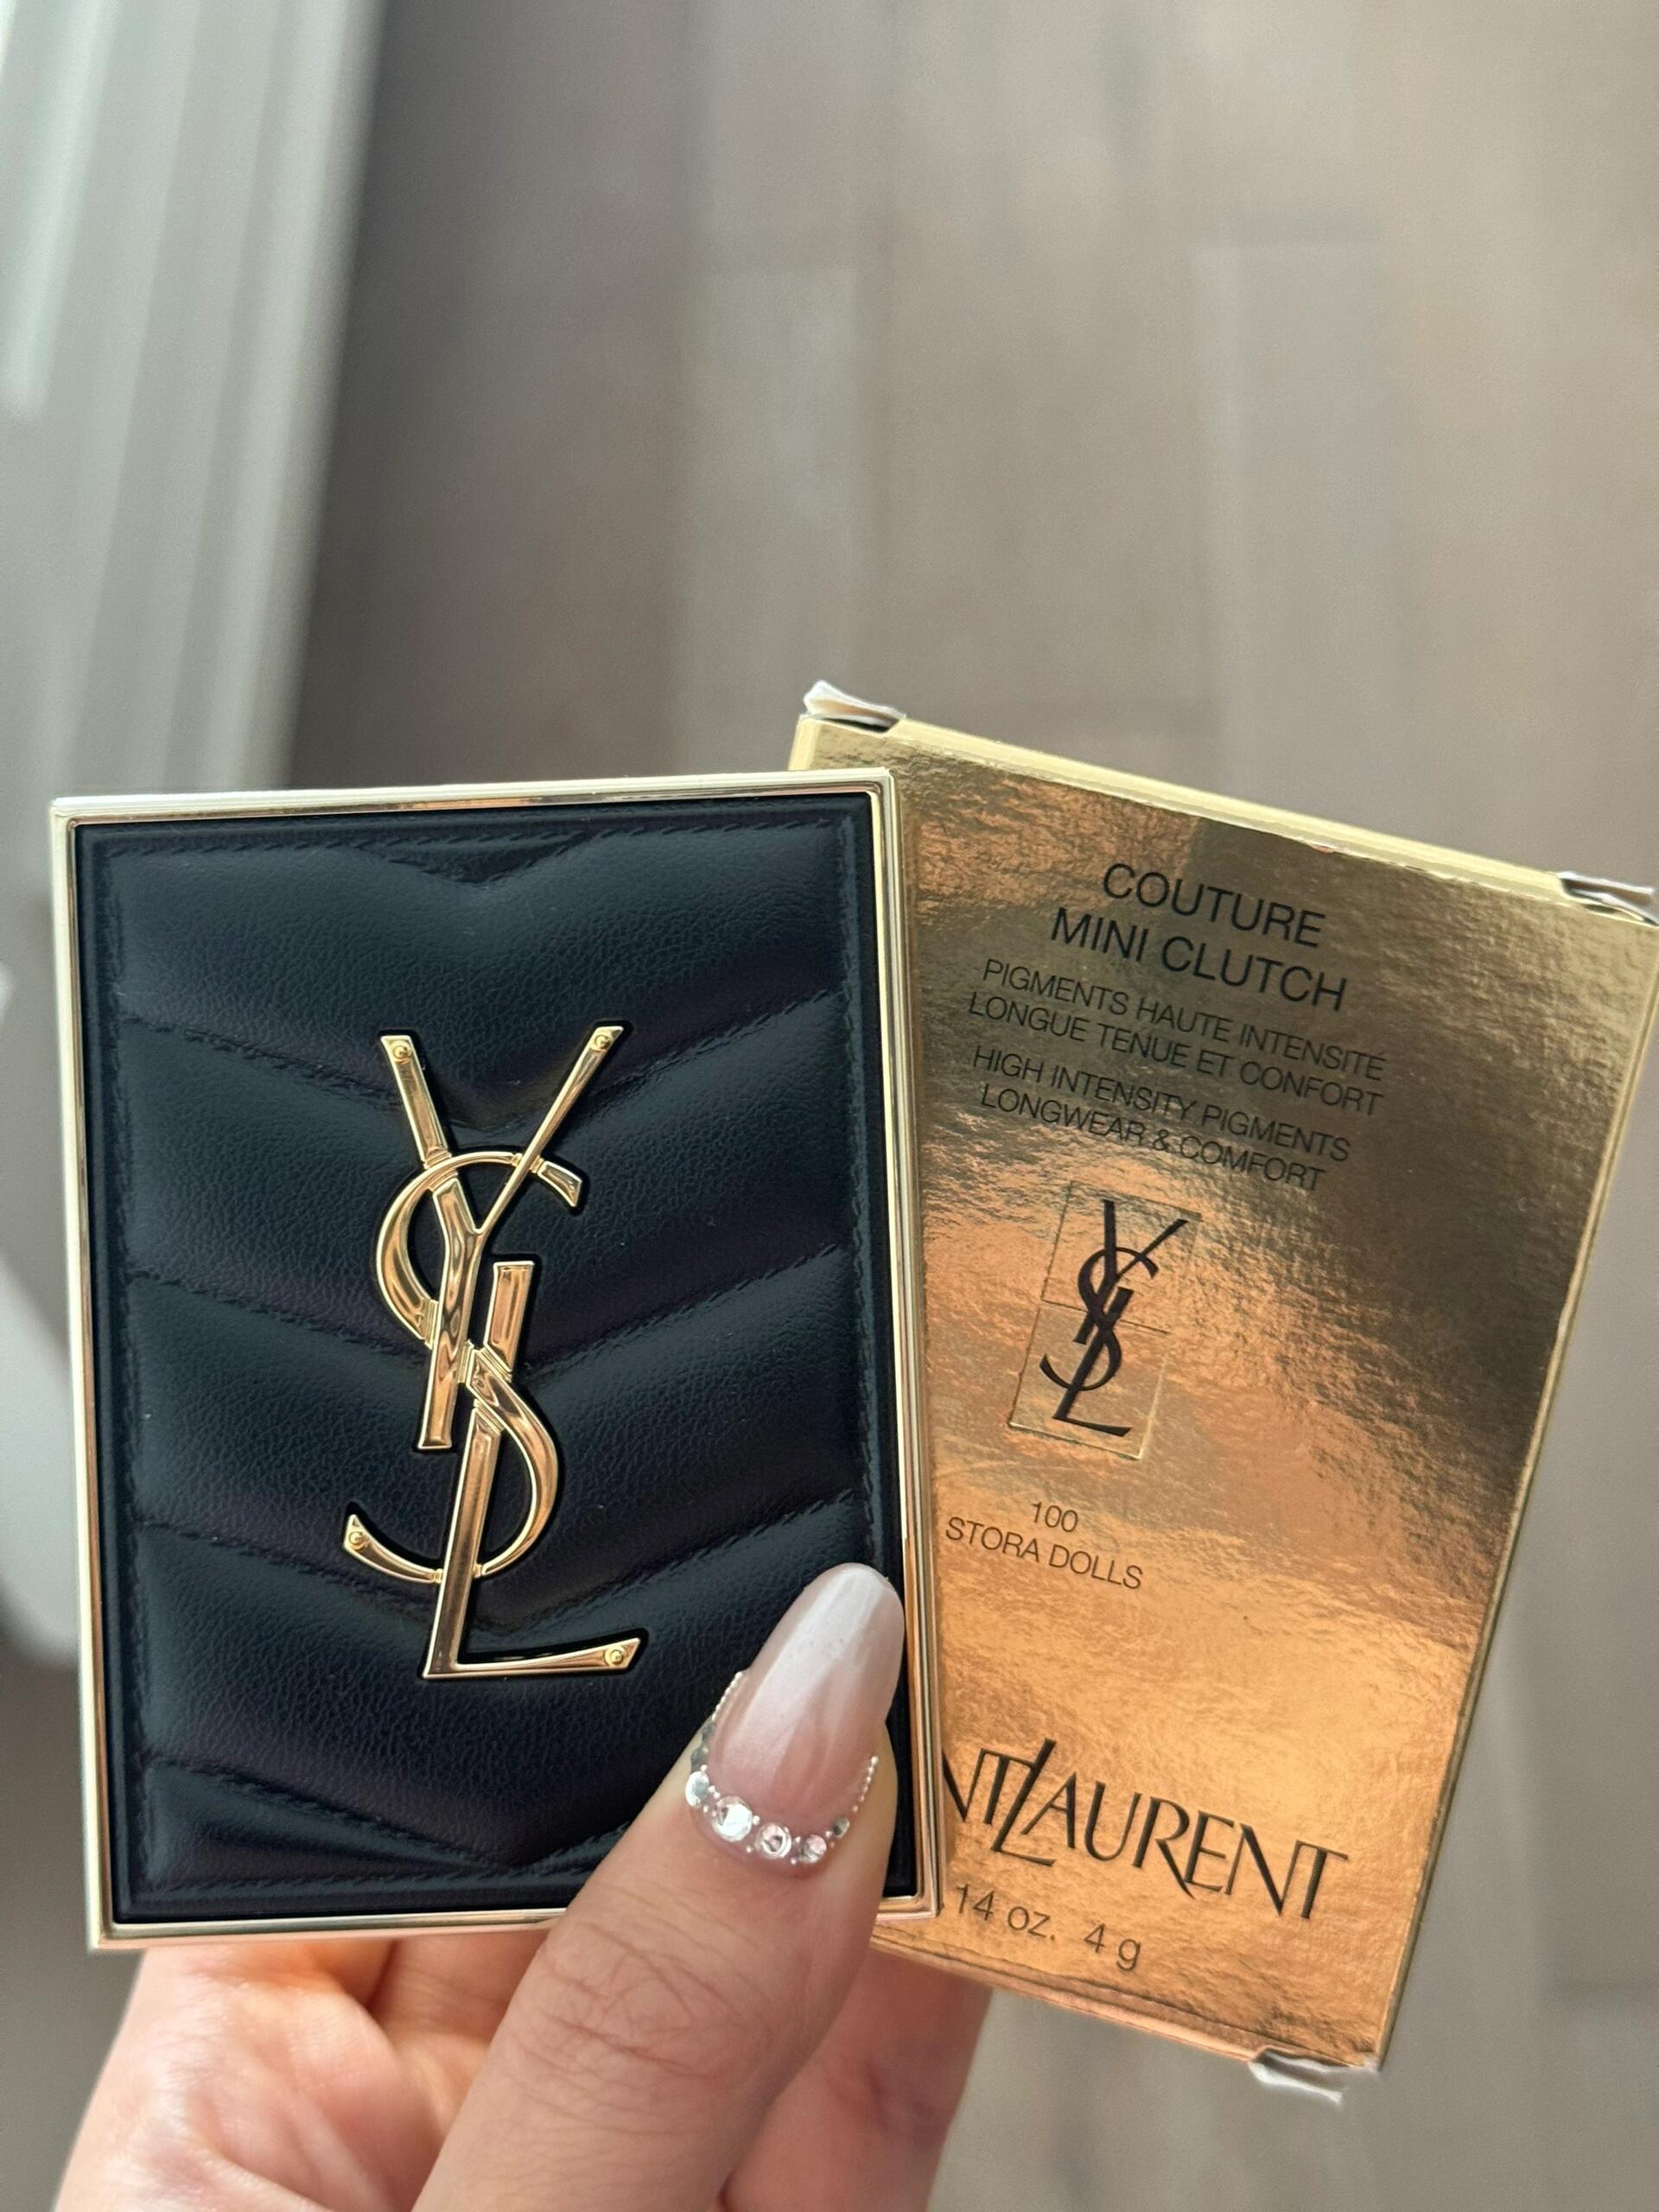 YSL
COUTURE
MINI CLUTCH
PIGMENTS HAUTE INTENSITÉ
LONGUE TENUE ET CONFORT
HIGH INTENSITY PIGMENTS
LONGWEAR & COMFORT
YSL
100
STORA DOLLS
LAURENT
14 oz. 4 g